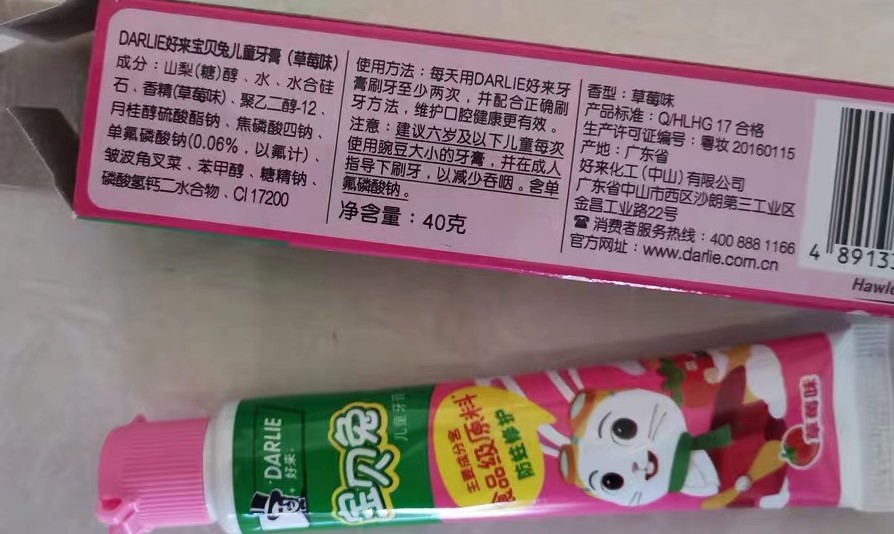 DARLIE好来宝贝兔儿童牙膏（草莓味）
成分：山梨(糖)醇、水、水合硅
石、香精(草莓味)、聚乙二醇-12、
月桂醇硫酸酯钠、焦磷酸四钠、
单氟磷酸钠(0.06%，以氟计)、
皱波角叉菜、苯甲醇、糖精钠、
磷酸氢钙二水合物、CI 17200
使用方法：每天用DARLIE好来牙
膏刷牙至少两次，并配合正确刷
牙方法，维护口腔健康更有效。
注意：建议六岁及以下儿童每次
使用豌豆大小的牙膏，并在成人
指导下刷牙，以减少吞咽。含单
氟磷酸钠。
净含量：40克
香型：草莓味
产品标准：Q/HLHG 17 合格
生产许可证编号：粤妆 20160115
产地：广东省
好来化工（中山）有限公司
广东省中山市西区沙朗第三工业区
金昌工业路22号
消费者服务热线：400 888 1166
官方网址：www.darlie.com.cn
4 89133
Hawle
DARLIE
好来
宝贝兔
儿童牙膏
主要成分含
食品级原料
防蛀修护
草莓味